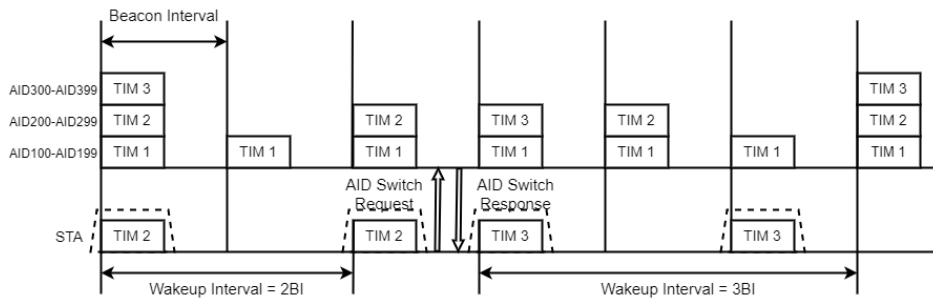 Beacon Interval
AID300-AID399 TIM 3 TIM 3
AID200-AID299 TIM 2 TIM 2 TIM 3 TIM 2 TIM 2
AID100-AID199 TIM 1 TIM 1 TIM 1 TIM 1 TIM 1 TIM 1 TIM 1
AID Switch Request
AID Switch Response
STA TIM 2 TIM 2 TIM 3 TIM 3
Wakeup Interval = 2BI Wakeup Interval = 3BI